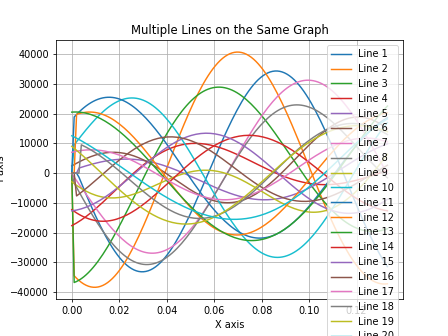 Multiple Lines on the Same Graph
40000
30000
20000
10000
0
−10000
−20000
−30000
−40000
0.00
0.02
0.04
0.06
0.08
0.10
X axis
Line 1
Line 2
Line 3
Line 4
Line 5
Line 6
Line 7
Line 8
Line 9
Line 10
Line 11
Line 12
Line 13
Line 14
Line 15
Line 16
Line 17
Line 18
Line 19
Line 20